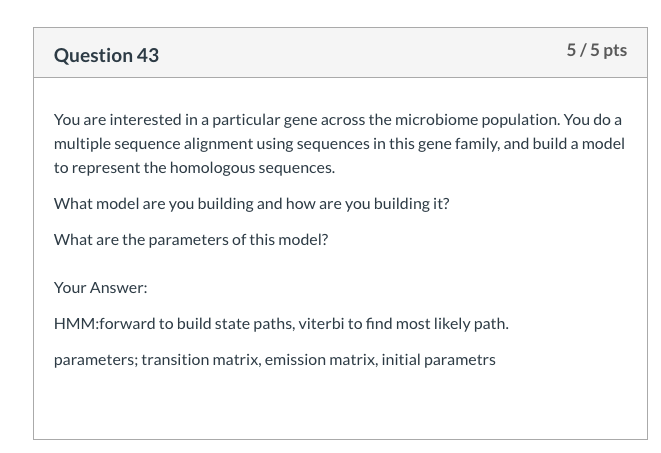 Question 43
5 / 5 pts
You are interested in a particular gene across the microbiome population. You do a
multiple sequence alignment using sequences in this gene family, and build a model
to represent the homologous sequences.
What model are you building and how are you building it?
What are the parameters of this model?
Your Answer:
HMM:forward to build state paths, viterbi to find most likely path.
parameters; transition matrix, emission matrix, initial parametrs